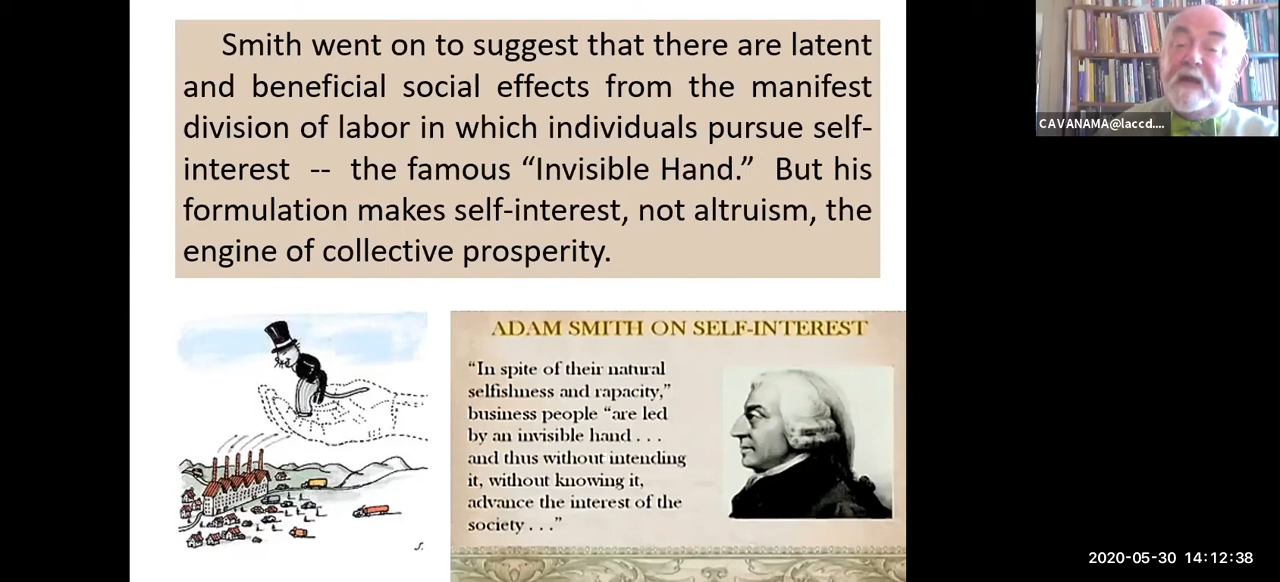 Smith went on to suggest that there are latent
and beneficial social effects from the manifest
division of labor in which individuals pursue self-
interest -- the famous “Invisible Hand.” But his
formulation makes self-interest, not altruism, the
engine of collective prosperity.
ADAM SMITH ON SELF-INTEREST
“In spite of their natural
selfishness and rapacity,”
business people “are led
by an invisible hand . . .
and thus without intending
it, without knowing it,
advance the interest of the
society . . .”
S.
CAVANAMA@laccd....
2020-05-30 14:12:38